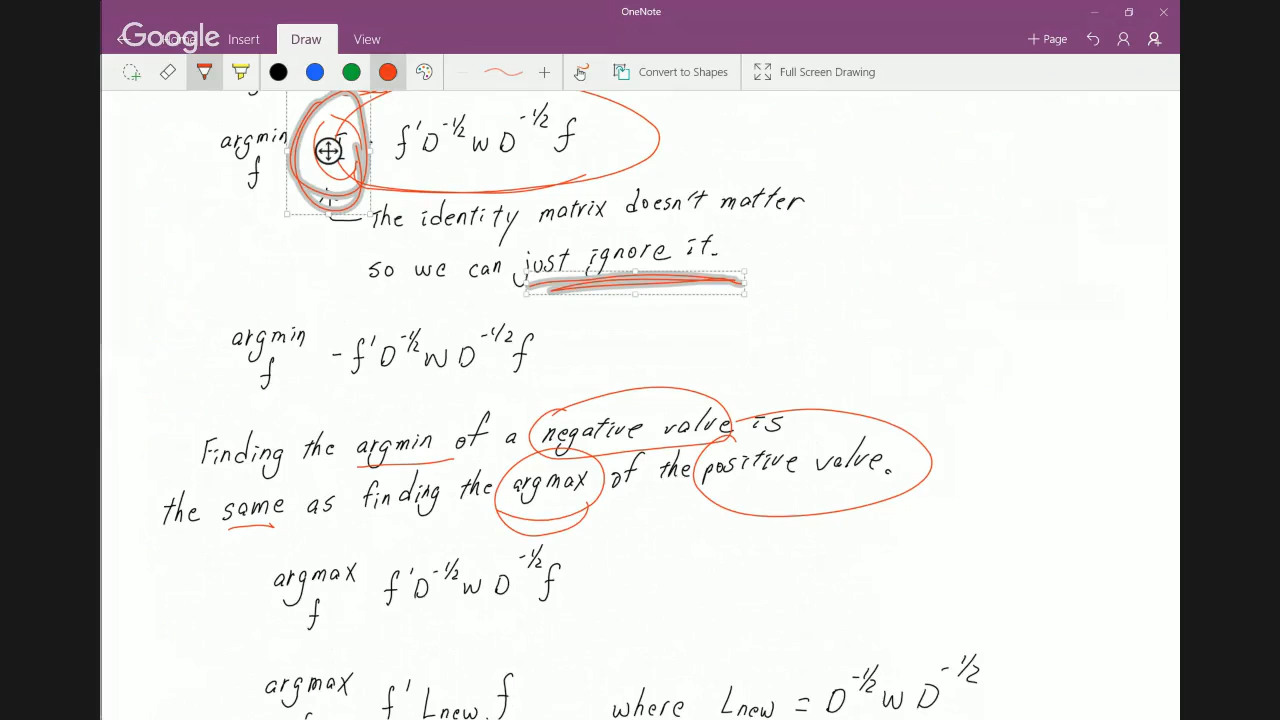 OneNote
Google
Insert Draw View
Page
Convert to Shapes Full Screen Drawing
argmin I - f' D^-1/2 W D^-1/2 f
f
The identity matrix doesn't matter
so we can just ignore it.
argmin - f' D^-1/2 W D^-1/2 f
f
Finding the argmin of a negative value is
the same as finding the argmax of the positive value.
argmax f' D^-1/2 W D^-1/2 f
f
argmax f' Lnew f where Lnew = D^-1/2 W D^-1/2